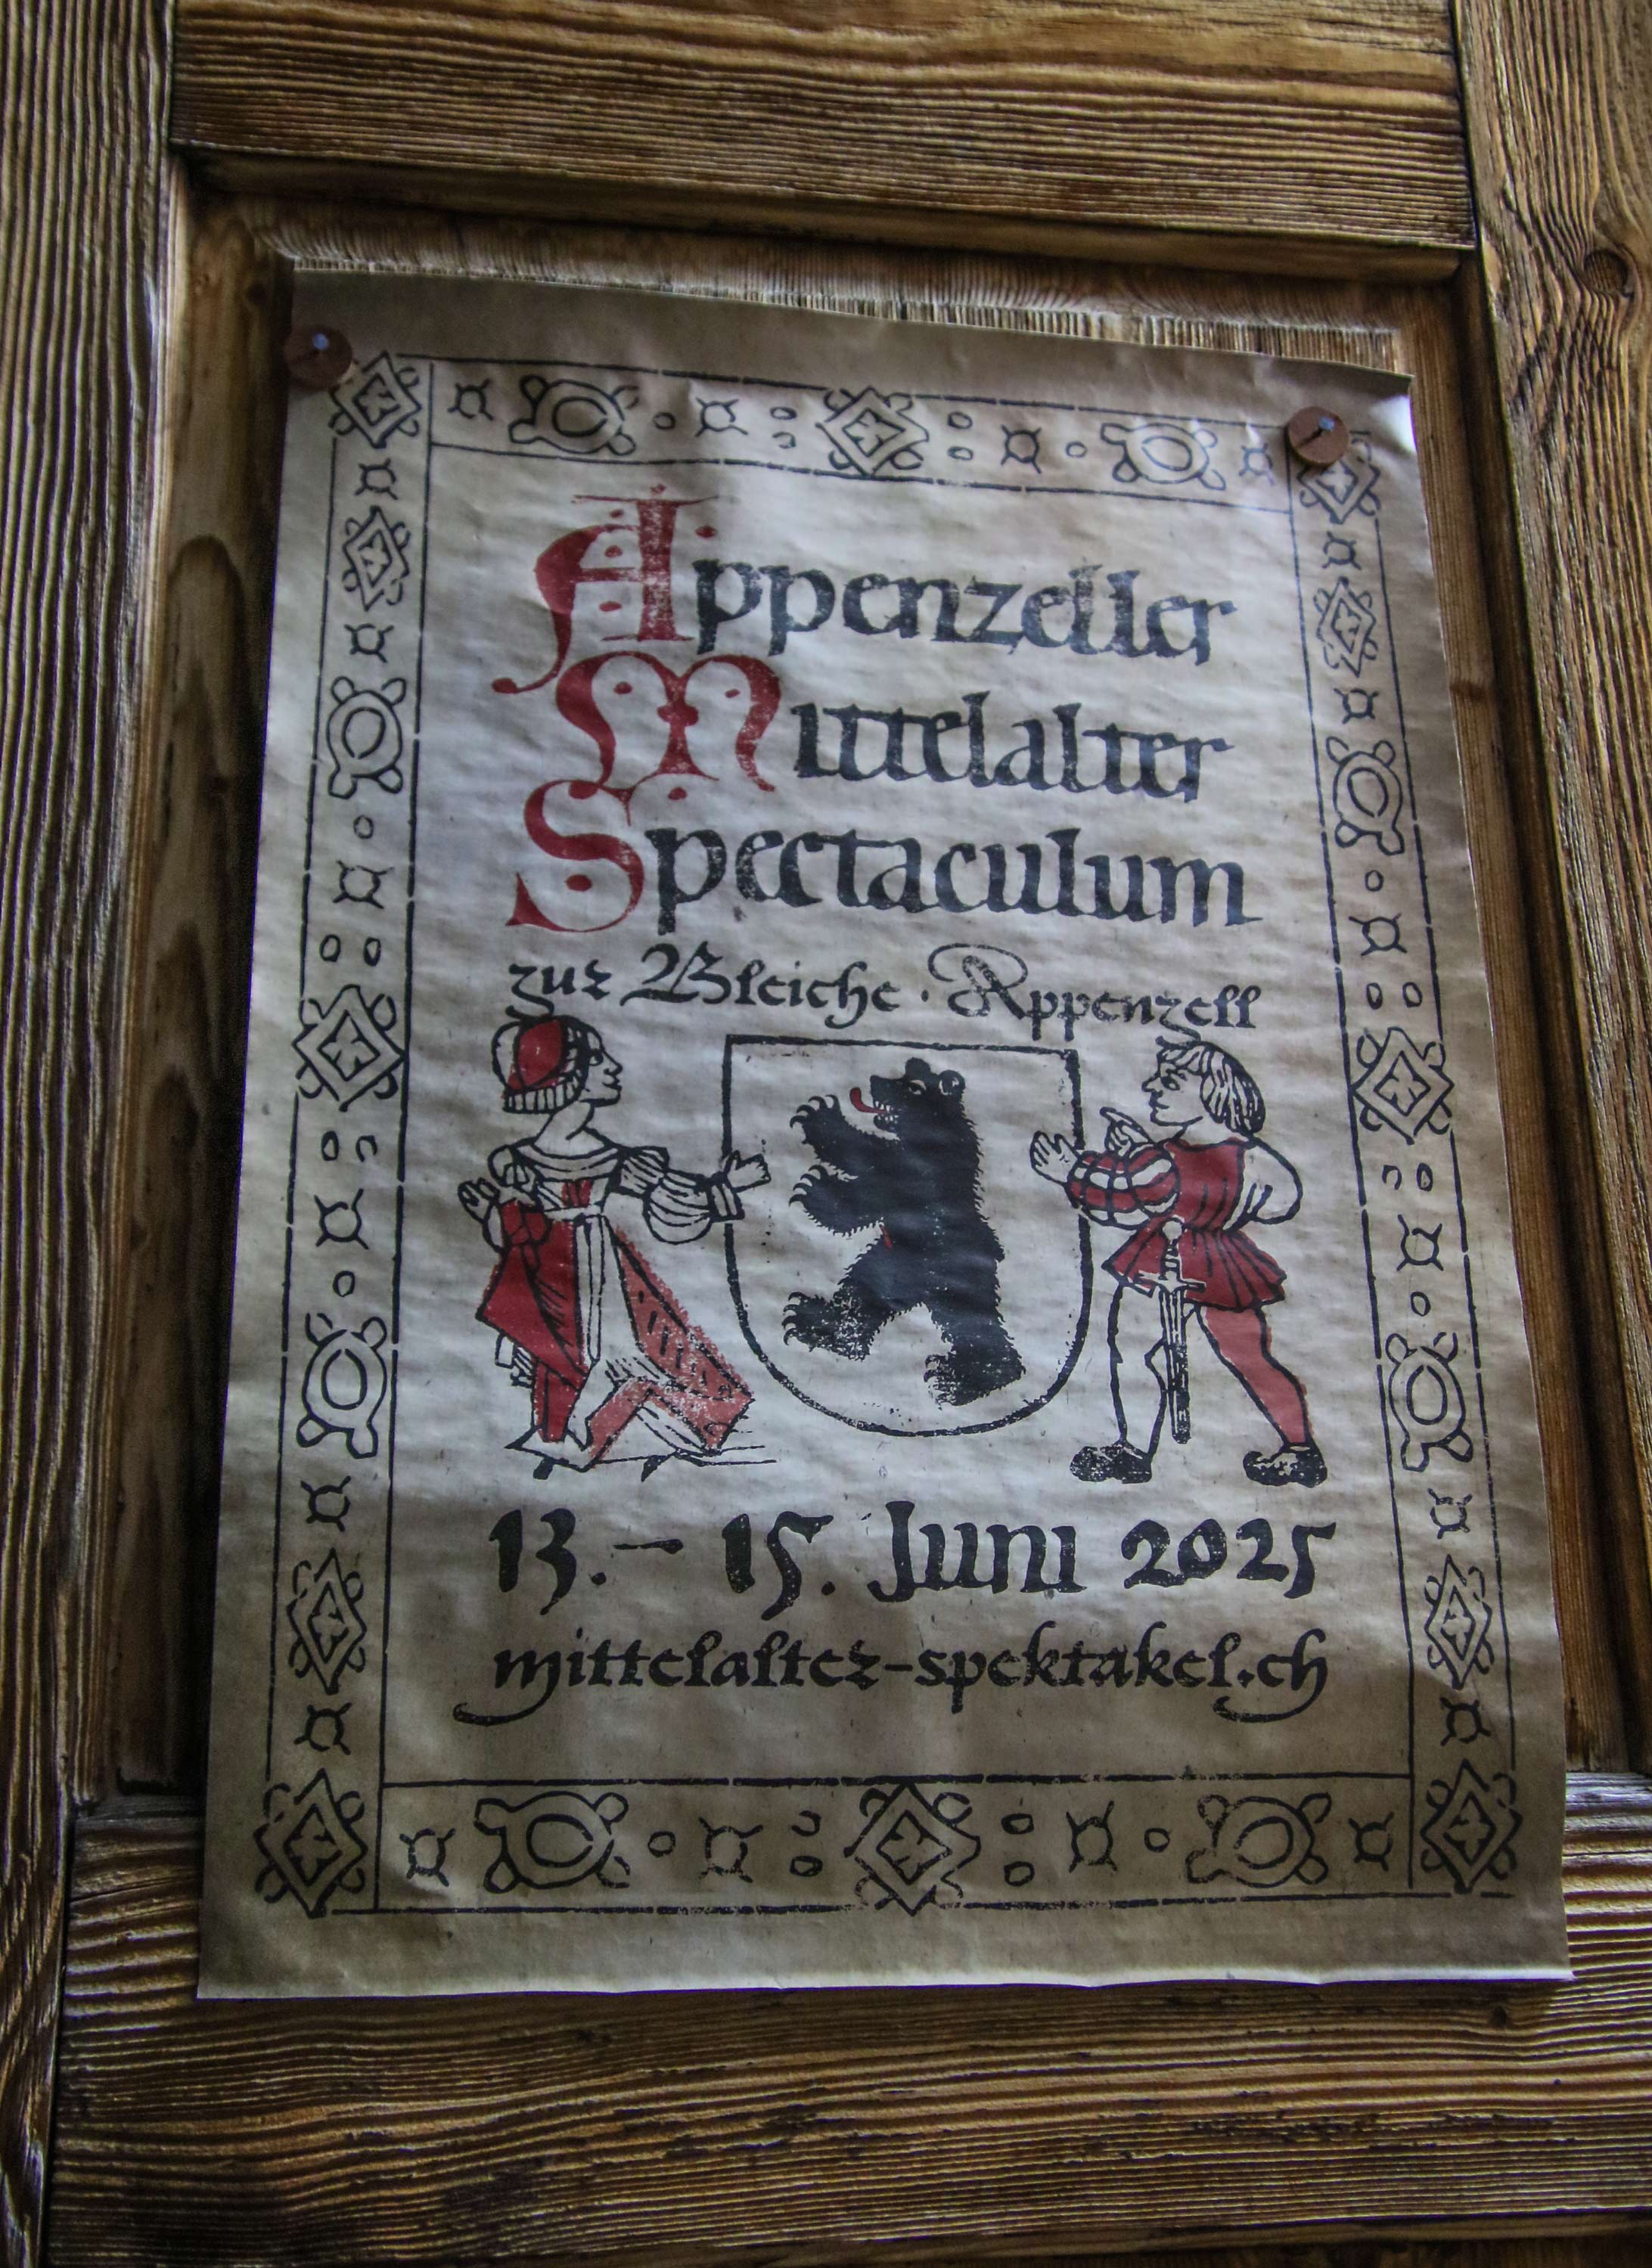 Appenzeller
Mittelalter
Spectaculum
zur Bleiche · Appenzell
13. – 15. Juni 2025
mittelalter-spektakel.ch